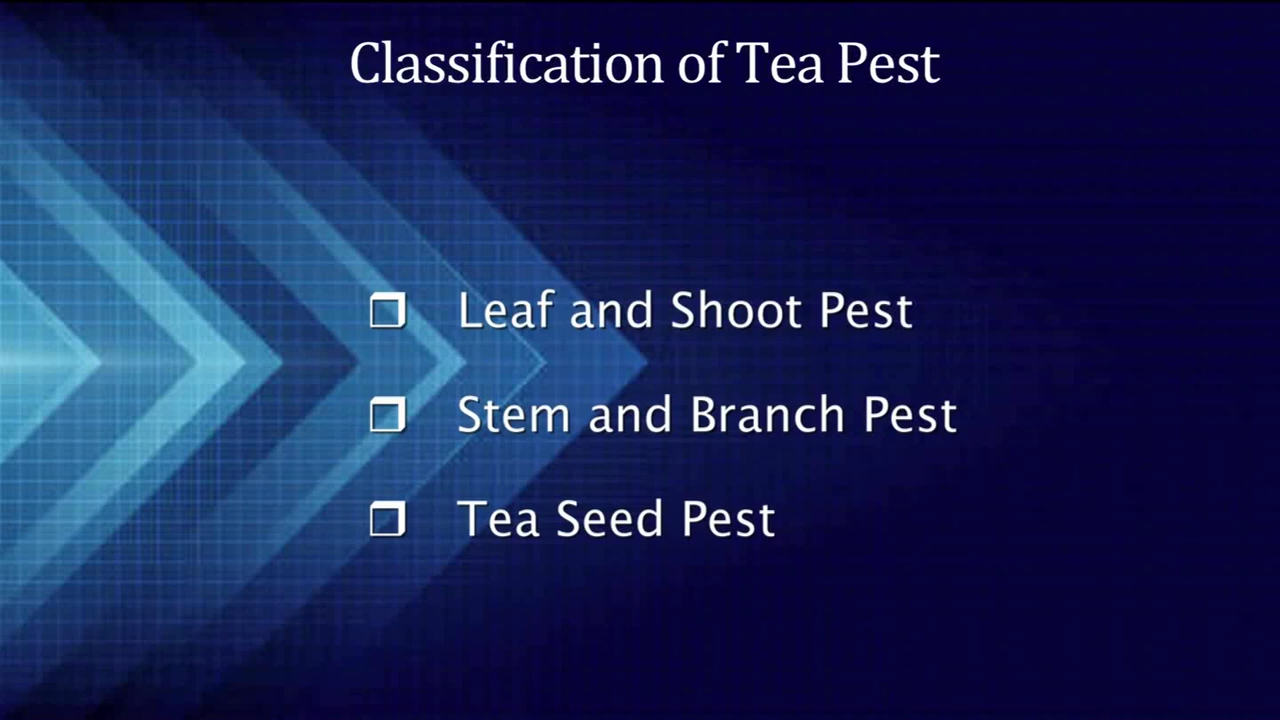 Classification of Tea Pest
❒ Leaf and Shoot Pest
❒ Stem and Branch Pest
❒ Tea Seed Pest